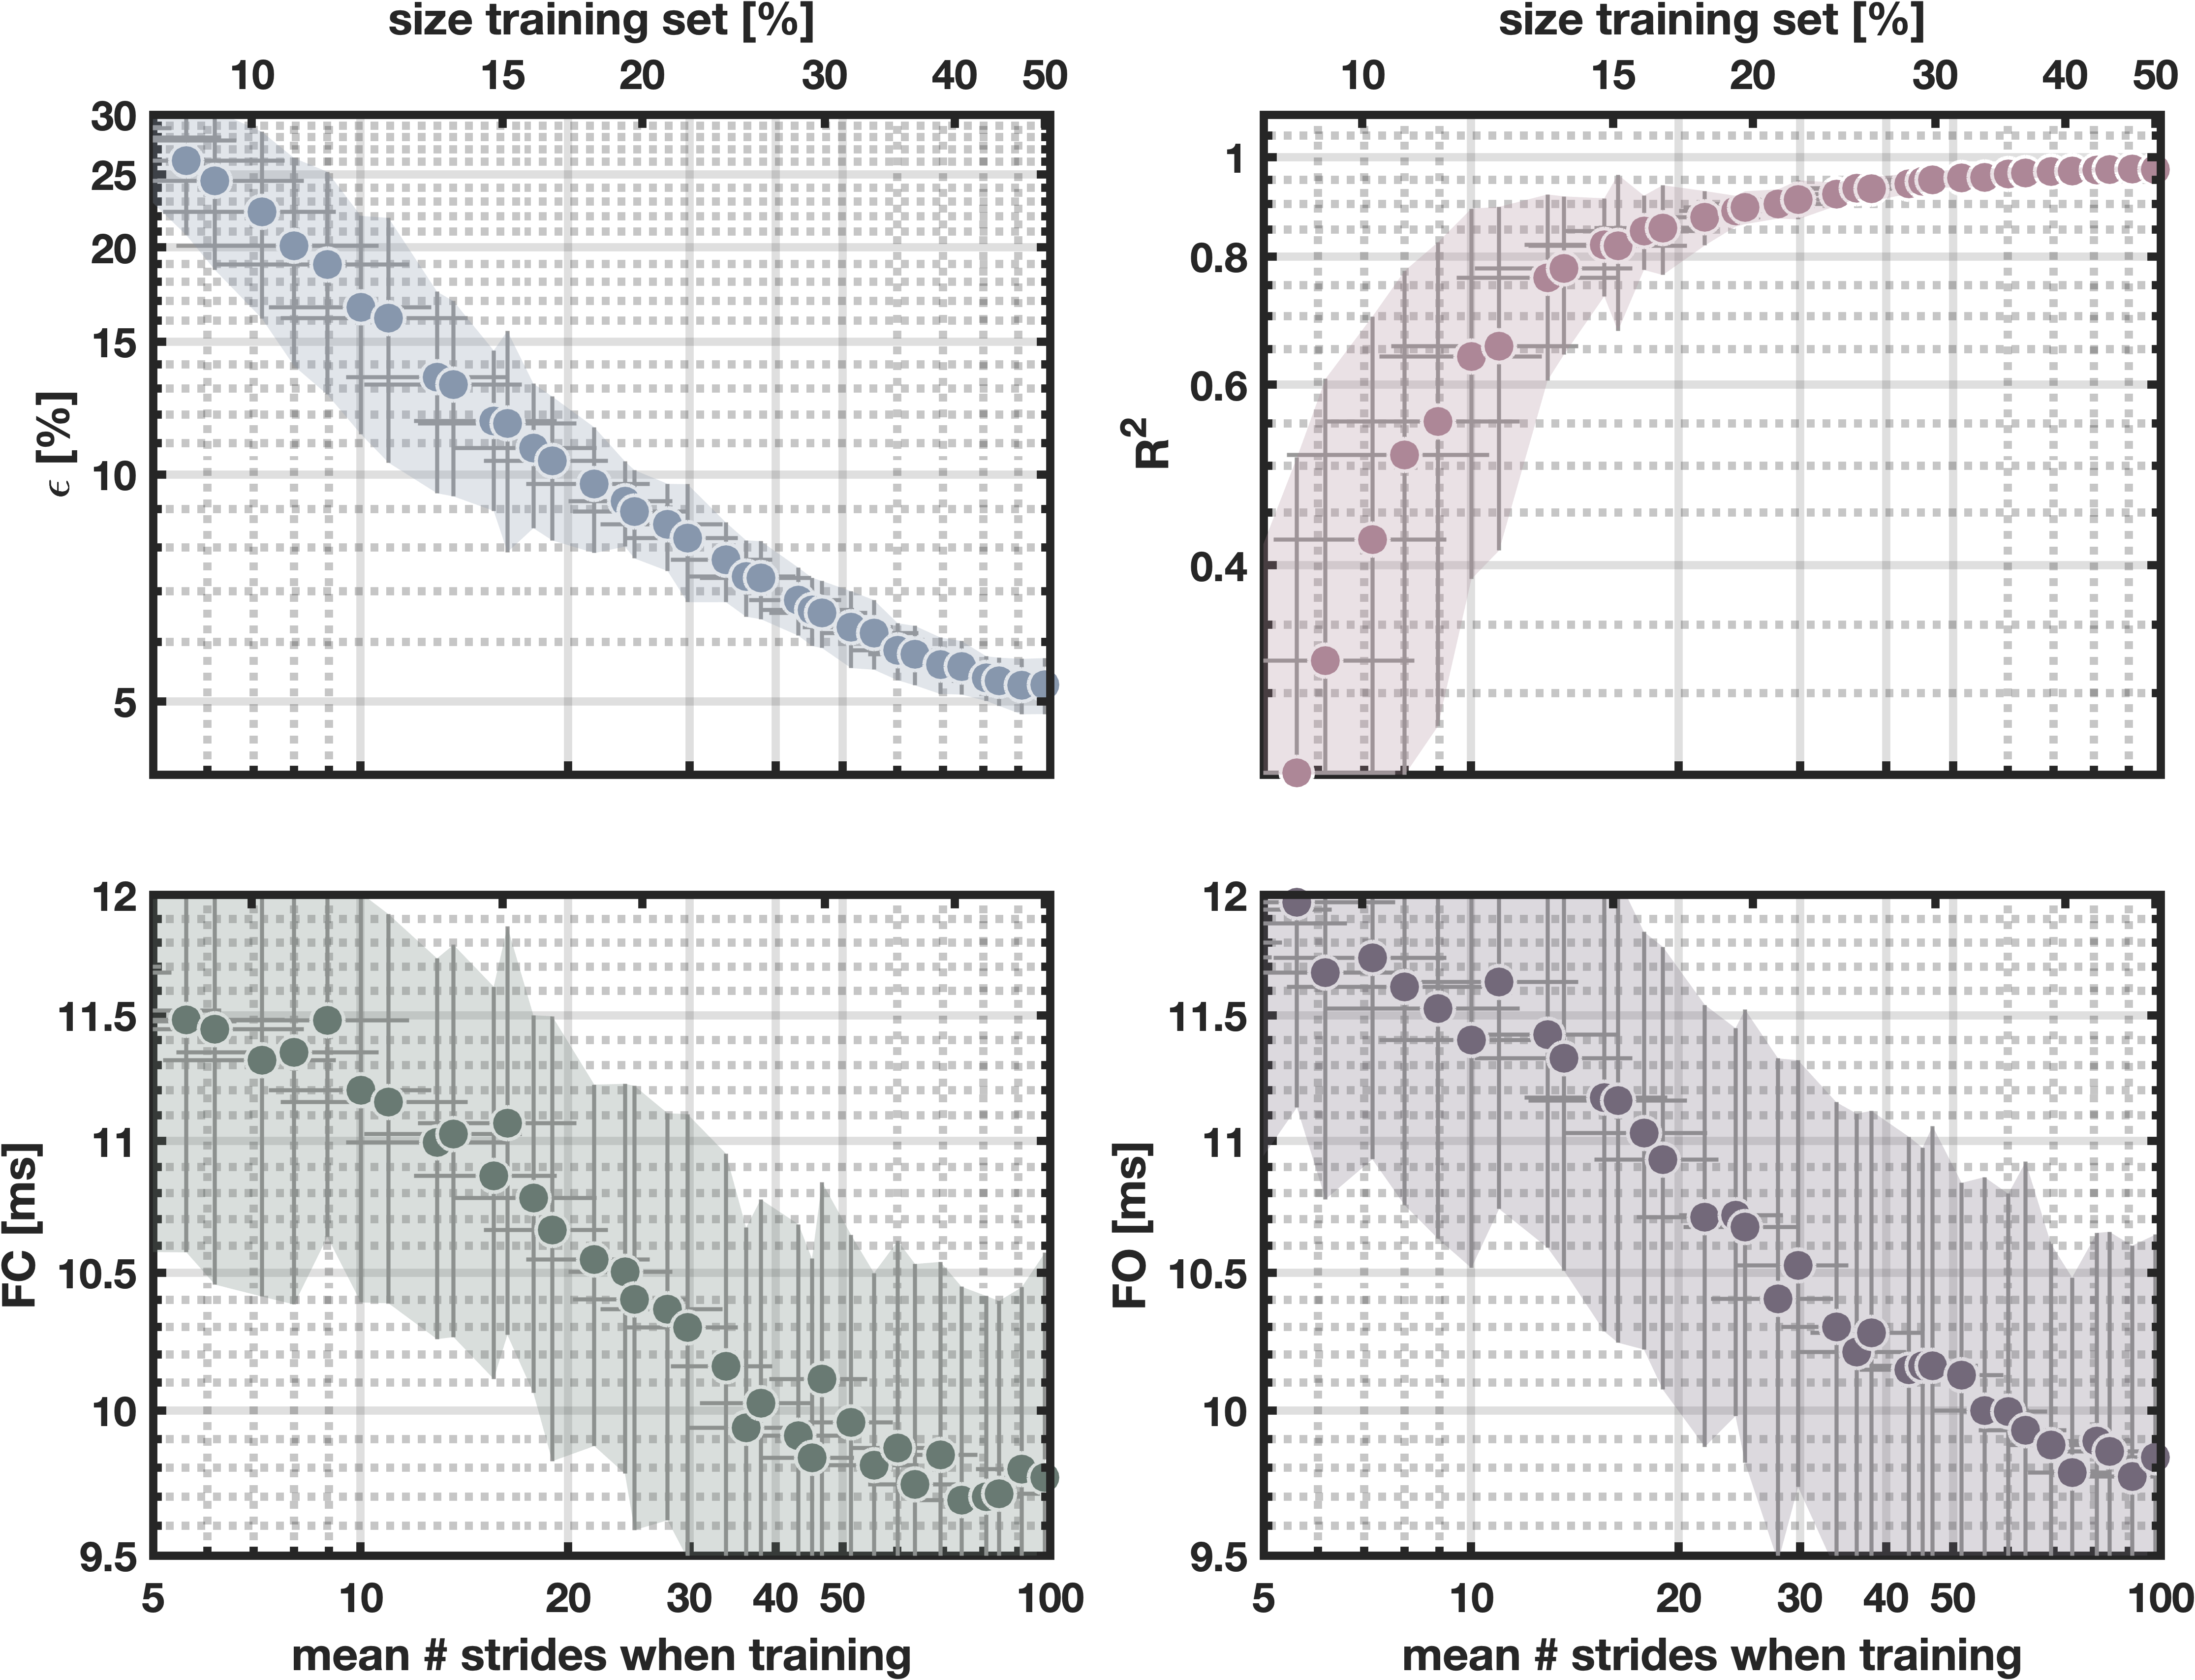 size training set [%]
10 15 20 30 40 50
30
25
20
15
10
5
ϵ [%]
size training set [%]
10 15 20 30 40 50
1
0.8
0.6
0.4
R²
12
11.5
11
10.5
10
9.5
FC [ms]
5 10 20 30 40 50 100
mean # strides when training
12
11.5
11
10.5
10
9.5
FO [ms]
5 10 20 30 40 50 100
mean # strides when training